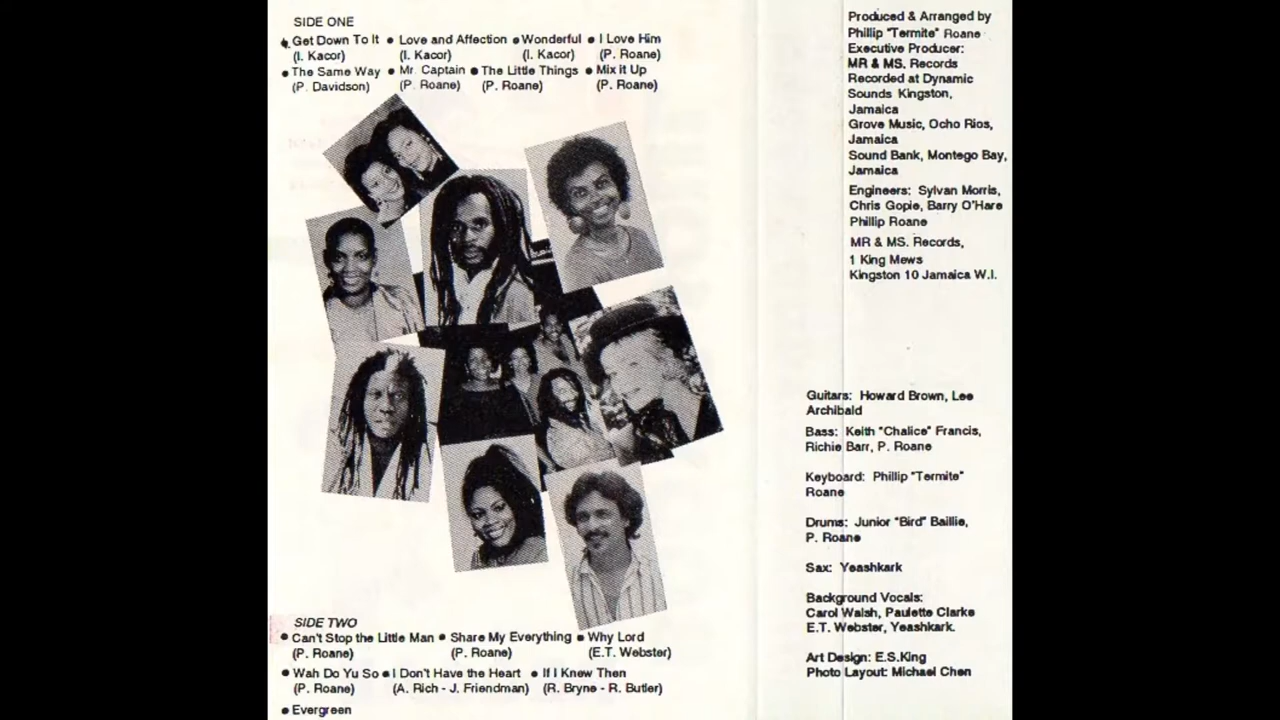 SIDE ONE
• Get Down To It • Love and Affection • Wonderful • I Love Him
(I. Kacor) (I. Kacor) (I. Kacor) (P. Roane)
• The Same Way • Mr. Captain • The Little Things • Mix it Up
(P. Davidson) (P. Roane) (P. Roane) (P. Roane)
SIDE TWO
• Can't Stop the Little Man • Share My Everything • Why Lord
(P. Roane) (P. Roane) (E.T. Webster)
• Wah Do Yu So • I Don't Have the Heart • If I Knew Then
(P. Roane) (A. Rich - J. Friendman) (R. Bryne - R. Butler)
• Evergreen
Produced & Arranged by
Phillip "Termite" Roane
Executive Producer:
MR & MS. Records
Recorded at Dynamic
Sounds Kingston,
Jamaica
Grove Music, Ocho Rios,
Jamaica
Sound Bank, Montego Bay,
Jamaica
Engineers: Sylvan Morris,
Chris Gopie, Barry O'Hare
Phillip Roane
MR & MS. Records,
1 King Mews
Kingston 10 Jamaica W.I.
Guitars: Howard Brown, Lee
Archibald
Bass: Keith "Chalice" Francis,
Richie Barr, P. Roane
Keyboard: Phillip "Termite"
Roane
Drums: Junior "Bird" Baillie,
P. Roane
Sax: Yeashkark
Background Vocals:
Carol Walsh, Paulette Clarke
E.T. Webster, Yeashkark.
Art Design: E.S.King
Photo Layout: Michael Chen